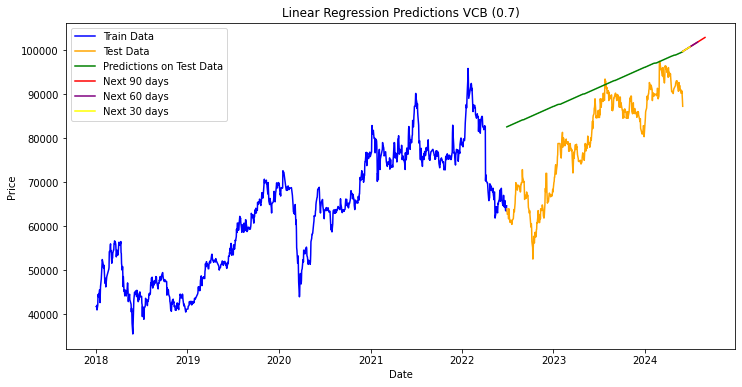 Linear Regression Predictions VCB (0.7)
Train Data
Test Data
Predictions on Test Data
Next 90 days
Next 60 days
Next 30 days
Price
100000
90000
80000
70000
60000
50000
40000
2018 2019 2020 2021 2022 2023 2024
Date